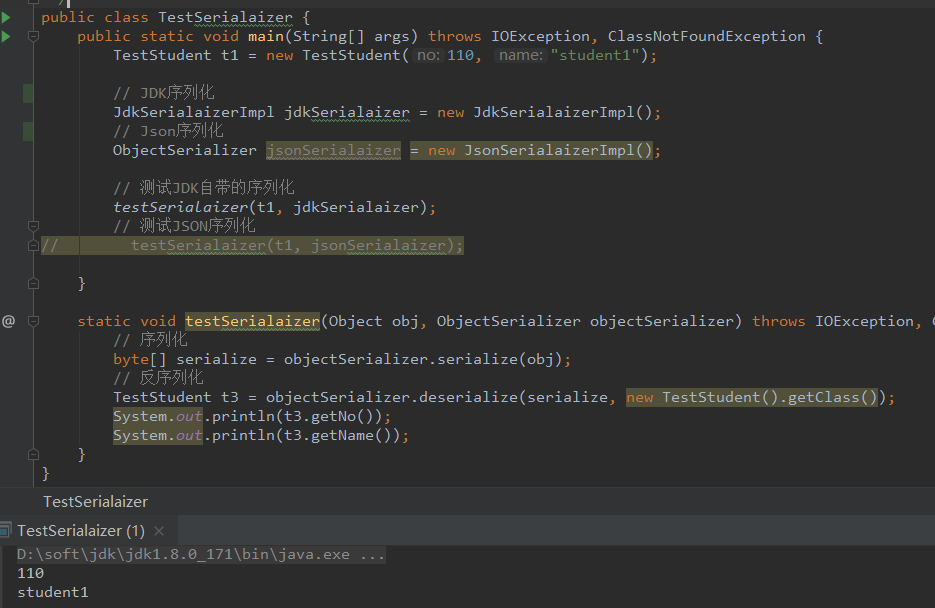 public class TestSerialaizer {
public static void main(String[] args) throws IOException, ClassNotFoundException {
TestStudent t1 = new TestStudent( no: 110, name: "student1");
// JDK序列化
JdkSerialaizerImpl jdkSerialaizer = new JdkSerialaizerImpl();
// Json序列化
ObjectSerializer jsonSerialaizer = new JsonSerialaizerImpl();
// 测试JDK自带的序列化
testSerialaizer(t1, jdkSerialaizer);
// 测试JSON序列化
// testSerialaizer(t1, jsonSerialaizer);
}
@ static void testSerialaizer(Object obj, ObjectSerializer objectSerializer) throws IOException,
// 序列化
byte[] serialize = objectSerializer.serialize(obj);
// 反序列化
TestStudent t3 = objectSerializer.deserialize(serialize, new TestStudent().getClass());
System.out.println(t3.getNo());
System.out.println(t3.getName());
}
}
TestSerialaizer
TestSerialaizer (1) ×
D:\soft\jdk\jdk1.8.0_171\bin\java.exe ...
110
student1